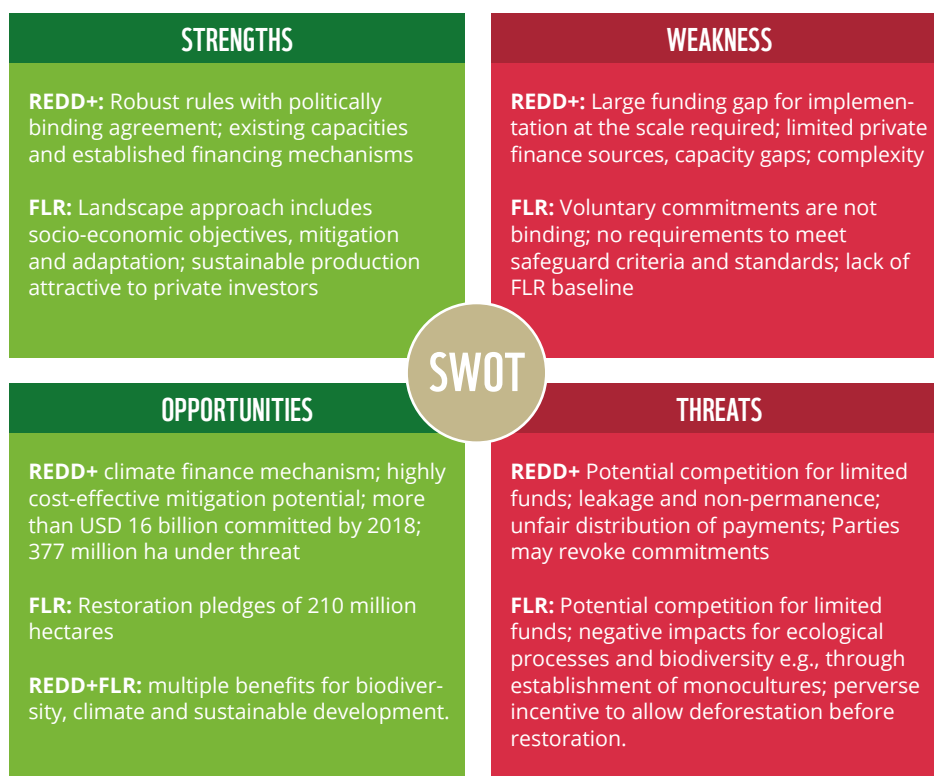 STRENGTHS
REDD+: Robust rules with politically
binding agreement; existing capacities
and established financing mechanisms
FLR: Landscape approach includes
socio-economic objectives, mitigation
and adaptation; sustainable production
attractive to private investors
WEAKNESS
REDD+: Large funding gap for implemen-
tation at the scale required; limited private
finance sources, capacity gaps; complexity
FLR: Voluntary commitments are not
binding; no requirements to meet
safeguard criteria and standards; lack of
FLR baseline
SWOT
OPPORTUNITIES
REDD+ climate finance mechanism; highly
cost-effective mitigation potential; more
than USD 16 billion committed by 2018;
377 million ha under threat
FLR: Restoration pledges of 210 million
hectares
REDD+FLR: multiple benefits for biodiver-
sity, climate and sustainable development.
THREATS
REDD+ Potential competition for limited
funds; leakage and non-permanence;
unfair distribution of payments; Parties
may revoke commitments
FLR: Potential competition for limited
funds; negative impacts for ecological
processes and biodiversity e.g., through
establishment of monocultures; perverse
incentive to allow deforestation before
restoration.